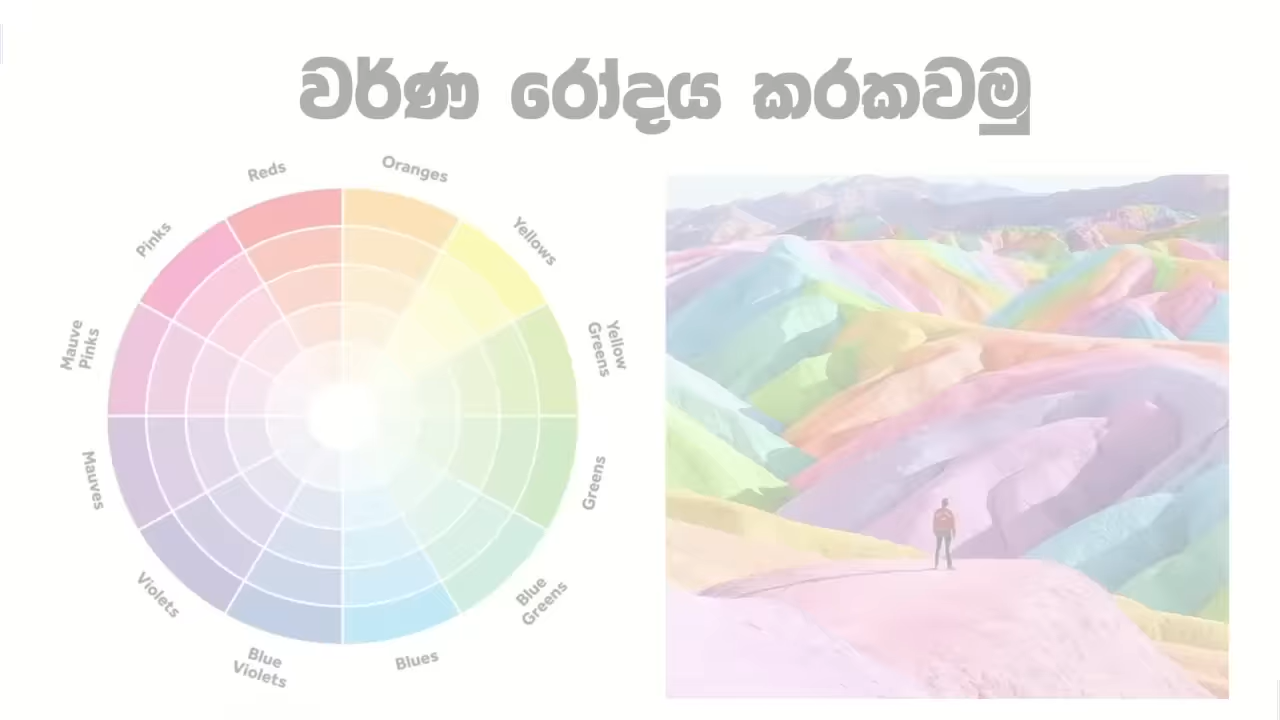 වර්ණ රෝදය කරකවමු
Reds
Oranges
Pinks
Yellows
Mauve
Pinks
Yellow
Greens
Mauves
Greens
Violets
Blue
Greens
Blue
Violets
Blues